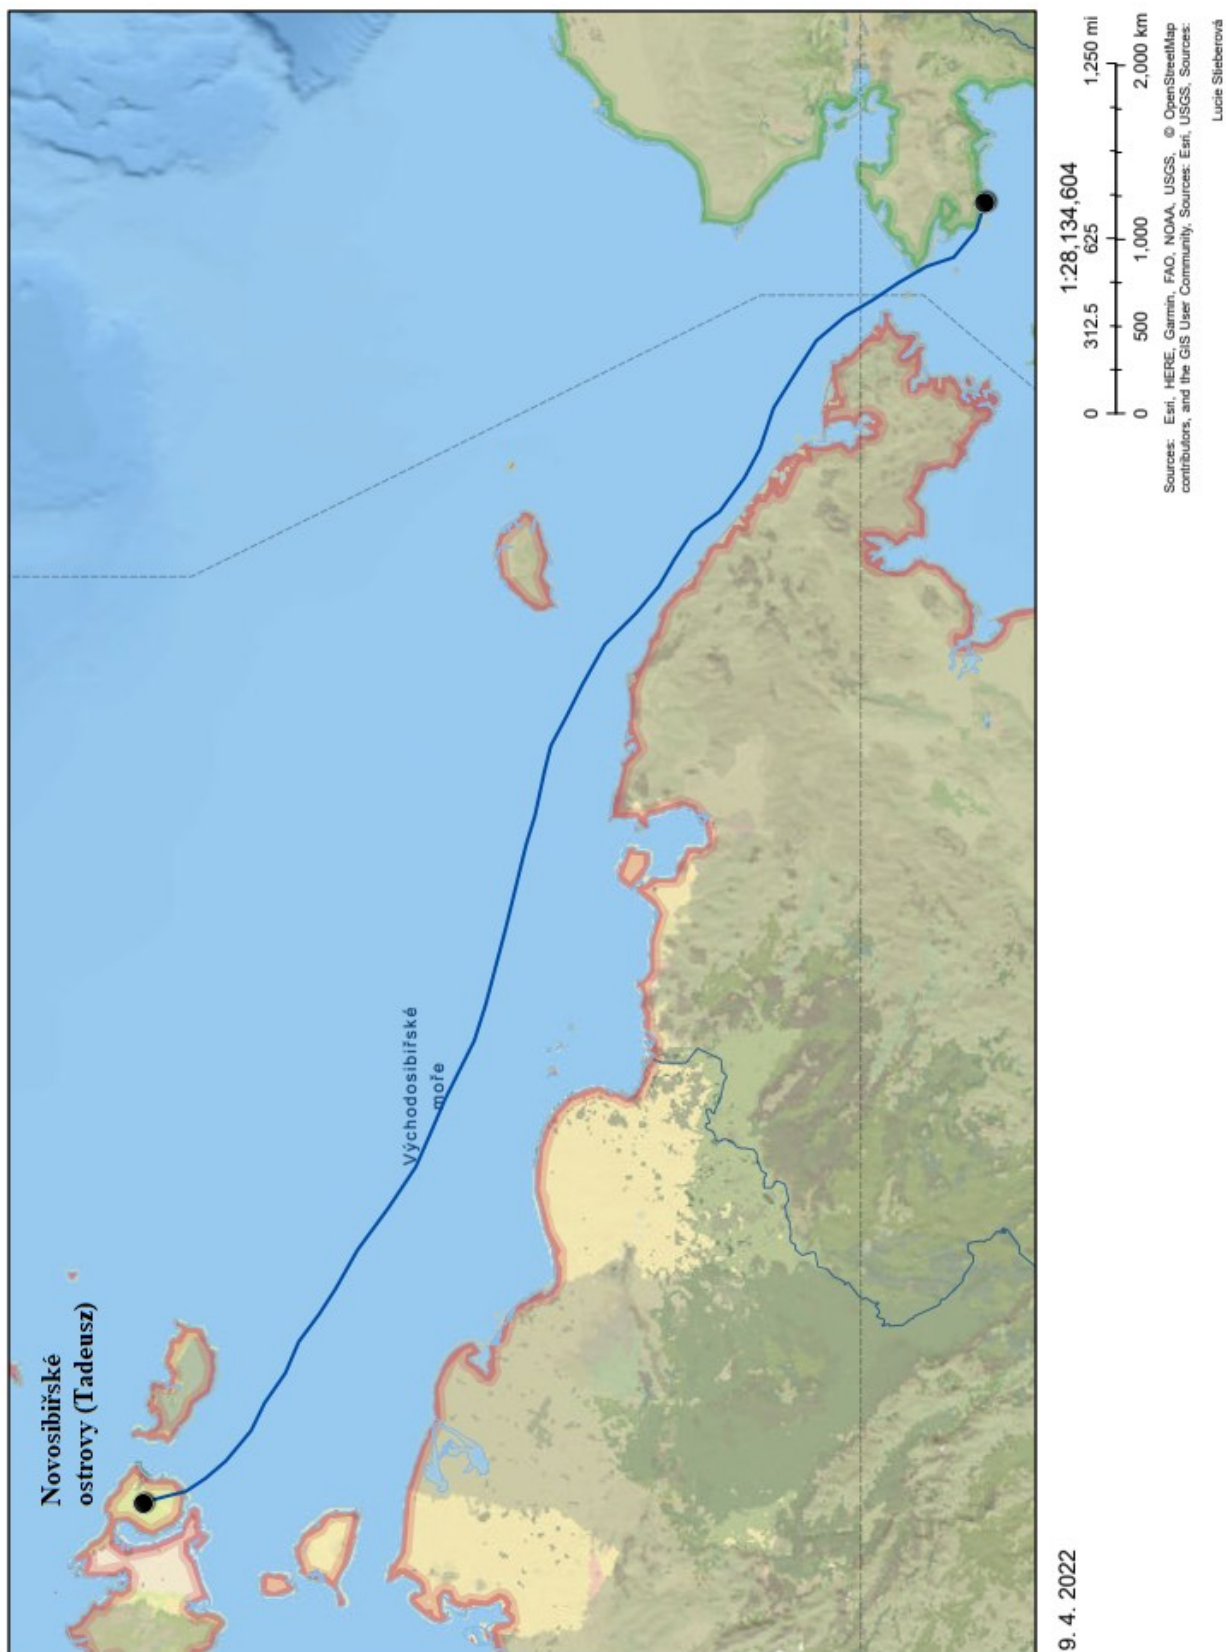 Novosibiřské
ostrovy (Tadeusz)
Východosibiřské
moře
9. 4. 2022
1:28,134,604
0 312.5 625 1,250 mi
0 500 1,000 2,000 km
Sources: Esri, HERE, Garmin, FAO, NOAA, USGS, © OpenStreetMap
contributors, and the GIS User Community, Sources: Esri, USGS, Sources:
Lucie Stieberová